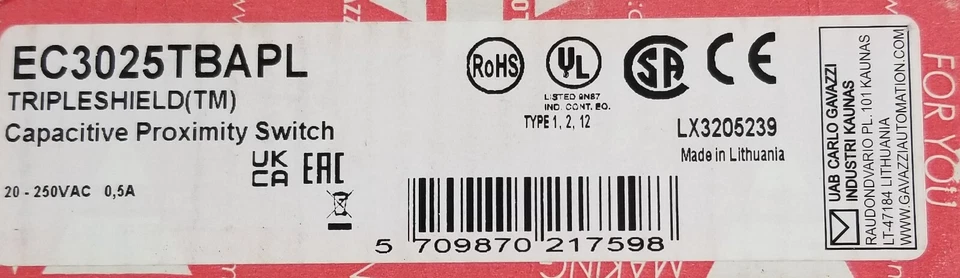 EC3025TBAPL
TRIPLESHIELD(TM)
Capacitive Proximity Switch
20 - 250VAC 0,5A
UK
CA
EAC
RoHS
UL
LISTED 9N87
IND. CONT. EQ.
TYPE 1, 2, 12
SA
CE
LX3205239
Made in Lithuania
5 709870 217598
UAB CARLO GAVAZZI
INDUSTRI KAUNAS
RAUDONDVARIO PL. 101 KAUNAS
LT-47184 LITHUANIA
WWW.GAVAZZIAUTOMATION.COM
FOR YOU
MAKING